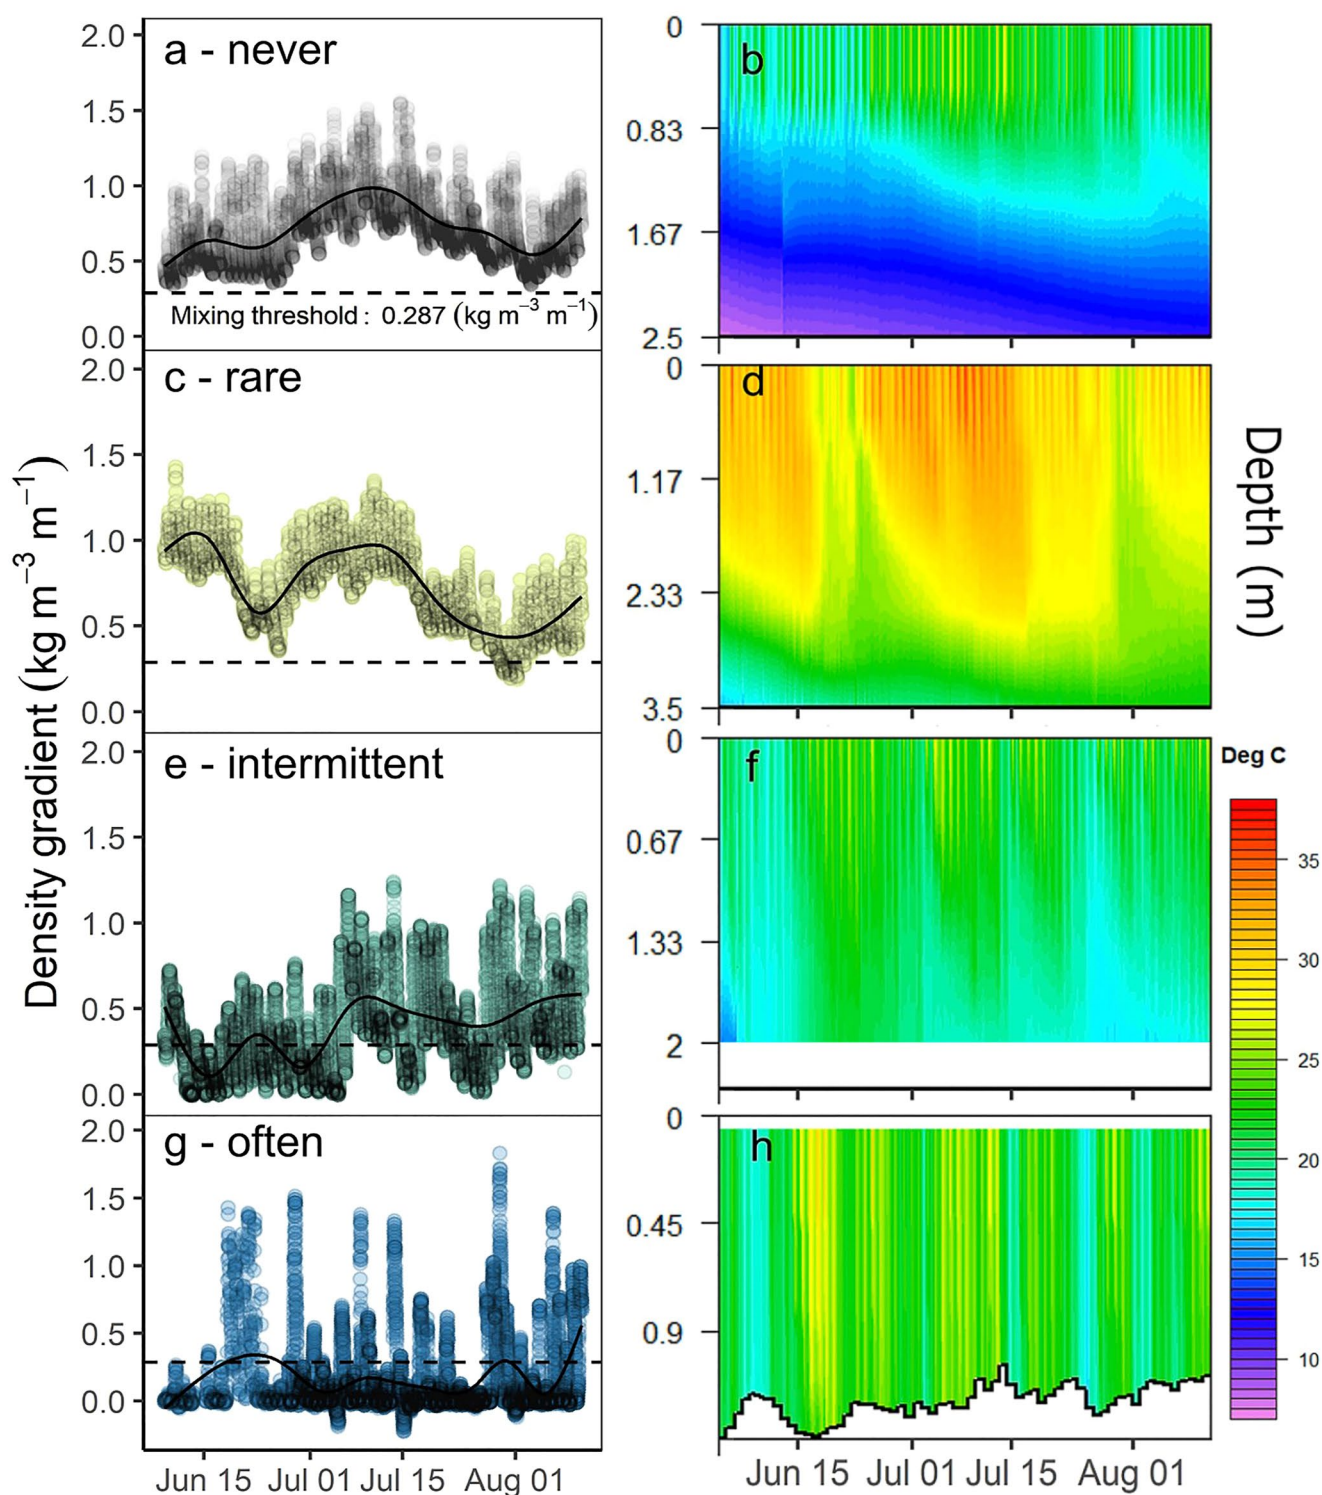 Density gradient (kg m−3 m−1)
2.0
1.5
1.0
0.5
0.0
a - never
Mixing threshold : 0.287 (kg m−3 m−1)
b
0
0.83
1.67
2.5
2.0
1.5
1.0
0.5
0.0
c - rare
d
0
1.17
2.33
3.5
Depth (m)
2.0
1.5
1.0
0.5
0.0
e - intermittent
f
0
0.67
1.33
2
Deg C
35
30
25
20
15
10
2.0
1.5
1.0
0.5
0.0
g - often
h
0
0.45
0.9
Jun 15 Jul 01 Jul 15 Aug 01
Jun 15 Jul 01 Jul 15 Aug 01